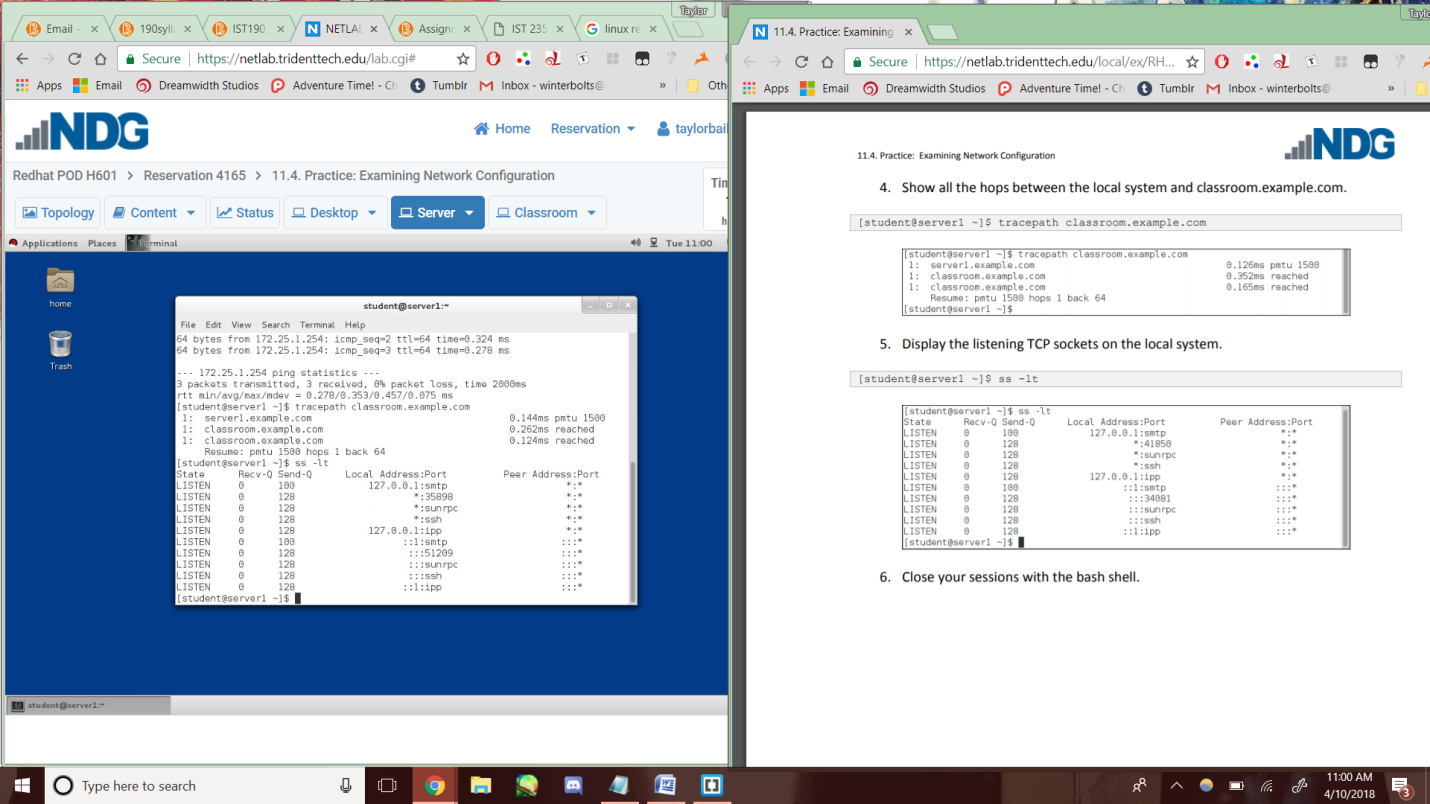 Taylor
Email -
190sylla
IST190
NETLAB
Assignm
IST 235
linux re
Secure
https://netlab.tridenttech.edu/lab.cgi#
Apps
Email
Dreamwidth Studios
Adventure Time! - Ch
Tumblr
Inbox - winterbolts@
»
Oth
NDG
Home
Reservation
taylorbai
Redhat POD H601 > Reservation 4165 > 11.4. Practice: Examining Network Configuration
Tim
Topology
Content
Status
Desktop
Server
Classroom
h
Applications Places Terminal
Tue 11:00
home
Trash
student@server1:~
File Edit View Search Terminal Help
64 bytes from 172.25.1.254: icmp_seq=2 ttl=64 time=0.324 ms
64 bytes from 172.25.1.254: icmp_seq=3 ttl=64 time=0.278 ms
--- 172.25.1.254 ping statistics ---
3 packets transmitted, 3 received, 0% packet loss, time 2000ms
rtt min/avg/max/mdev = 0.278/0.353/0.457/0.075 ms
[student@server1 ~]$ tracepath classroom.example.com
1: server1.example.com 0.144ms pmtu 1500
1: classroom.example.com 0.262ms reached
1: classroom.example.com 0.124ms reached
Resume: pmtu 1500 hops 1 back 64
[student@server1 ~]$ ss -lt
State Recv-Q Send-Q Local Address:Port Peer Address:Port
LISTEN 0 100 127.0.0.1:smtp *:*
LISTEN 0 128 *:35898 *:*
LISTEN 0 128 *:sunrpc *:*
LISTEN 0 128 *:ssh *:*
LISTEN 0 128 127.0.0.1:ipp *:*
LISTEN 0 100 ::1:smtp :::*
LISTEN 0 128 :::51209 :::*
LISTEN 0 128 :::sunrpc :::*
LISTEN 0 128 :::ssh :::*
LISTEN 0 128 ::1:ipp :::*
[student@server1 ~]$
student@server1:~
Taylo
11.4. Practice: Examining
Secure
https://netlab.tridenttech.edu/local/ex/RH...
Apps
Email
Dreamwidth Studios
Adventure Time! - Ch
Tumblr
Inbox - winterbolts@
»
11.4. Practice: Examining Network Configuration
NDG
4. Show all the hops between the local system and classroom.example.com.
[student@server1 ~]$ tracepath classroom.example.com
[student@server1 ~]$ tracepath classroom.example.com
1: server1.example.com 0.126ms pmtu 1500
1: classroom.example.com 0.352ms reached
1: classroom.example.com 0.165ms reached
Resume: pmtu 1500 hops 1 back 64
[student@server1 ~]$
5. Display the listening TCP sockets on the local system.
[student@server1 ~]$ ss -lt
[student@server1 ~]$ ss -lt
State Recv-Q Send-Q Local Address:Port Peer Address:Port
LISTEN 0 100 127.0.0.1:smtp *:*
LISTEN 0 128 *:41850 *:*
LISTEN 0 128 *:sunrpc *:*
LISTEN 0 128 *:ssh *:*
LISTEN 0 128 127.0.0.1:ipp *:*
LISTEN 0 100 ::1:smtp :::*
LISTEN 0 128 :::34081 :::*
LISTEN 0 128 :::sunrpc :::*
LISTEN 0 128 :::ssh :::*
LISTEN 0 128 ::1:ipp :::*
[student@server1 ~]$
6. Close your sessions with the bash shell.
Type here to search
11:00 AM
4/10/2018
3